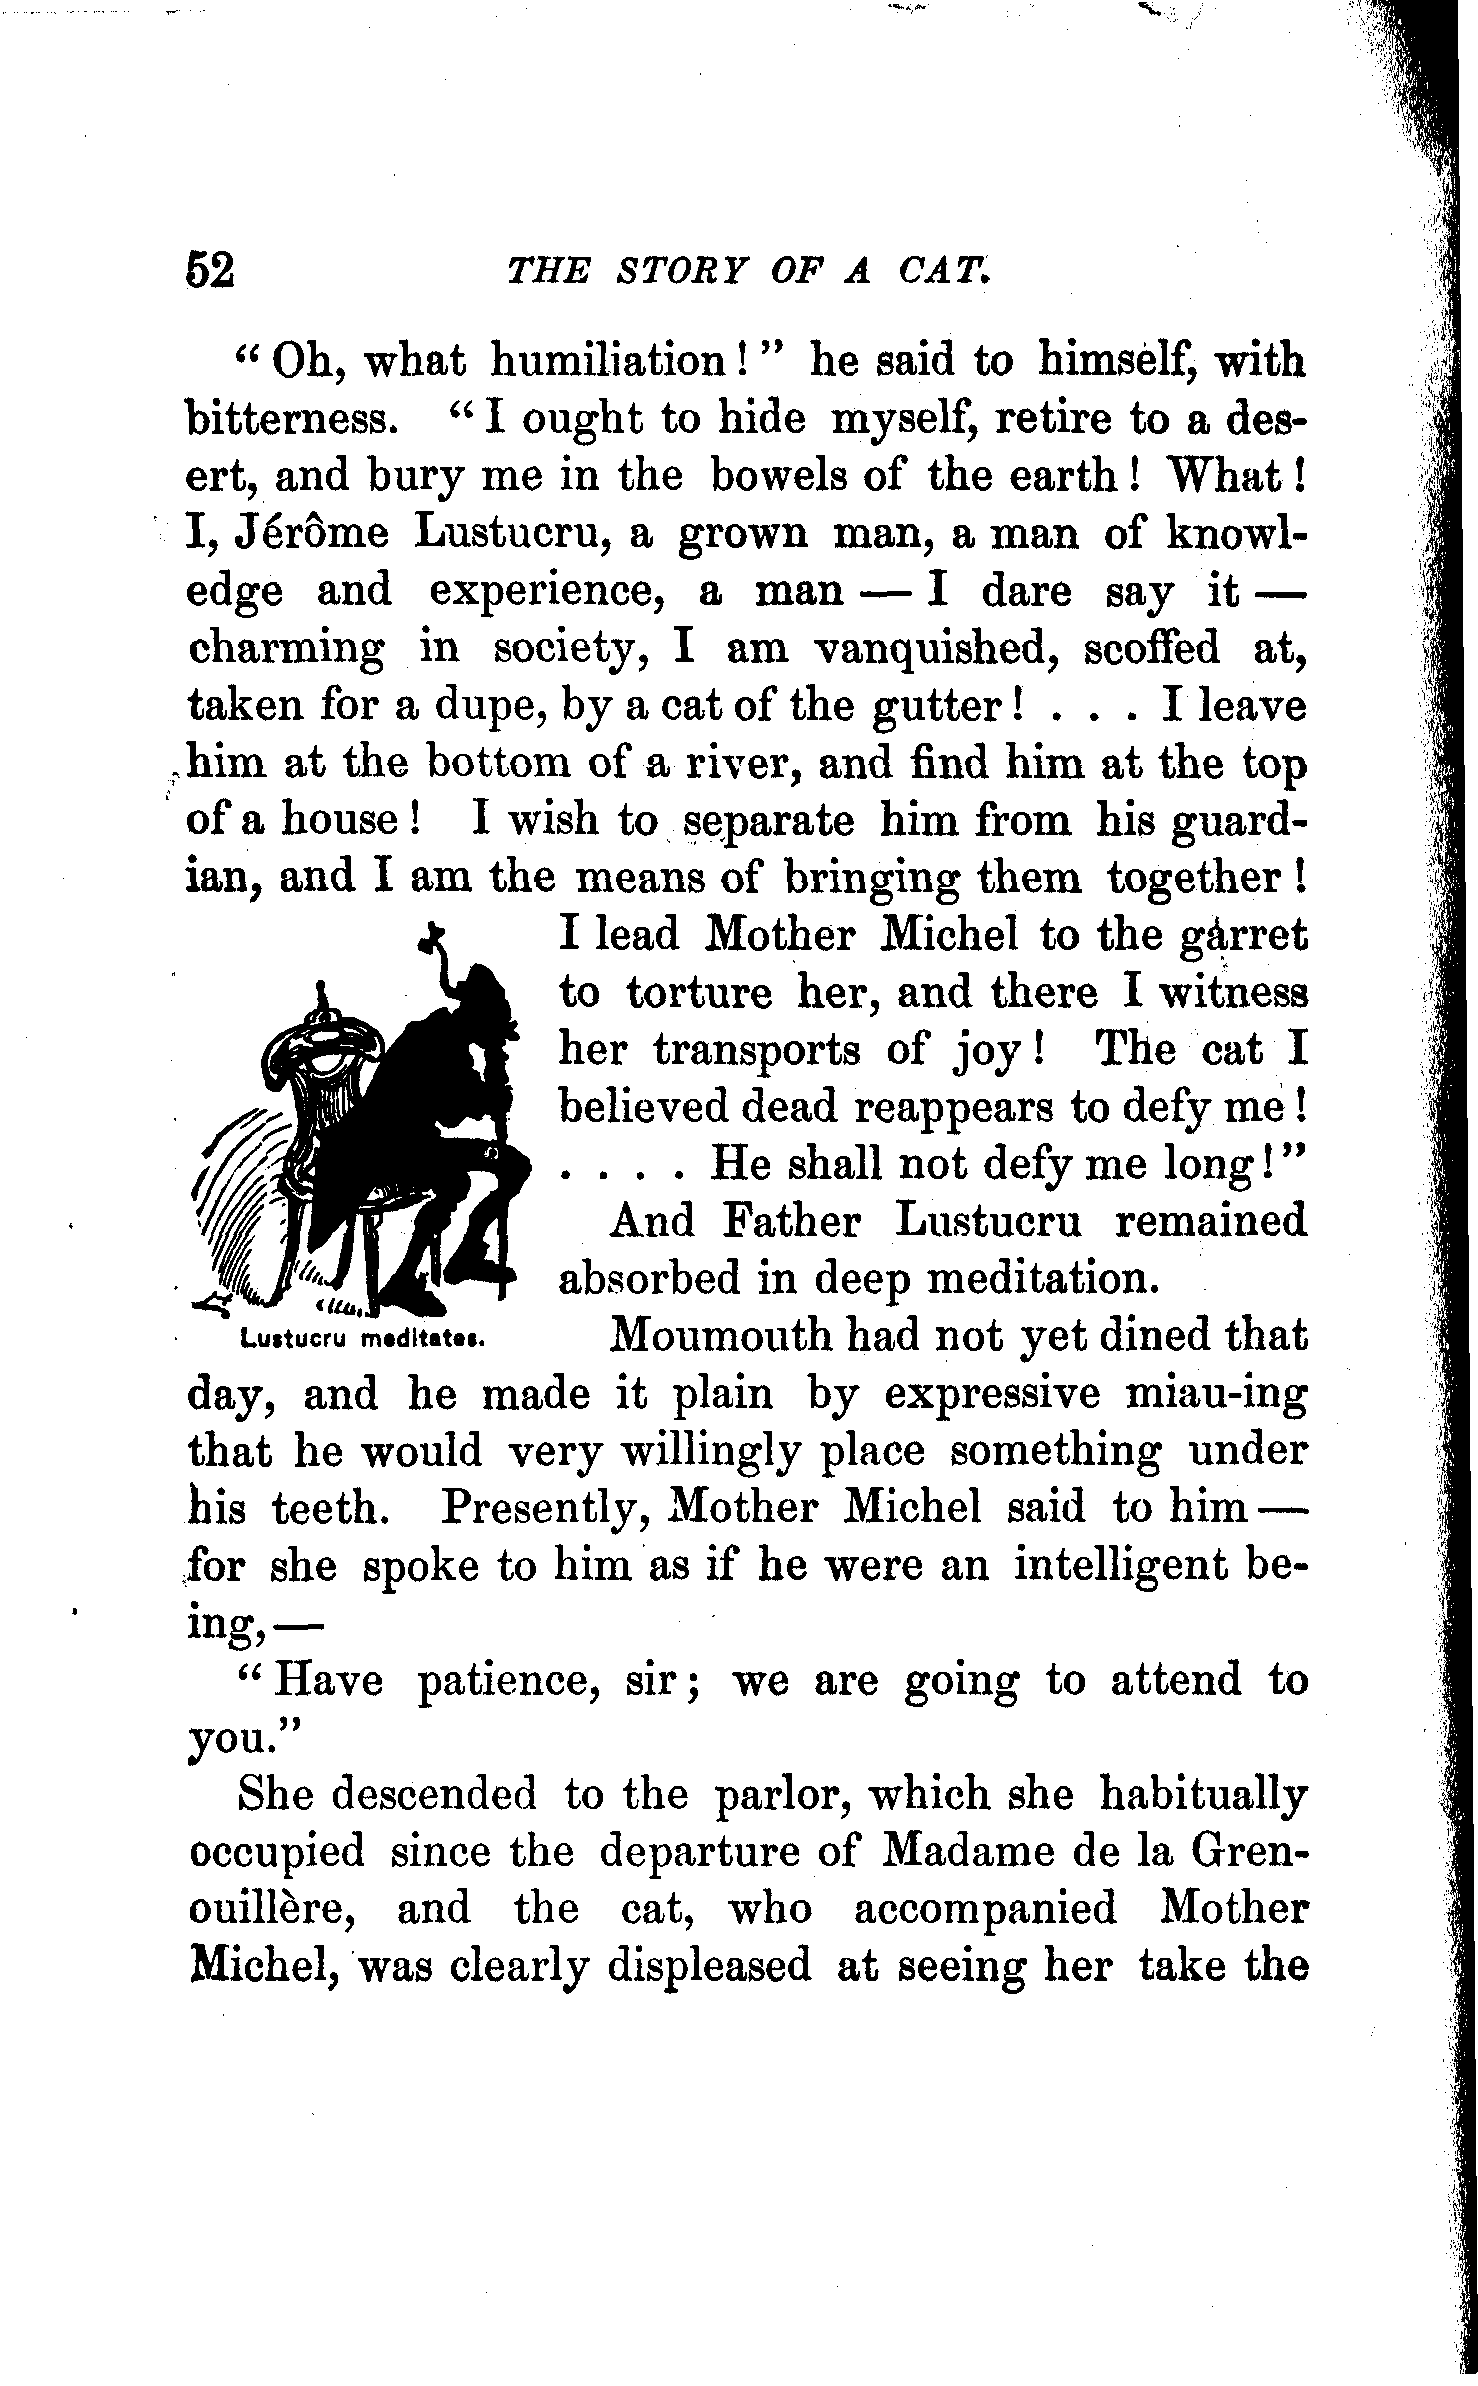 52 THE STORY OF A CAT.
" Oh, what humiliation ! " he said to himself, with
bitterness. " I ought to hide myself, retire to a des-
ert, and bury me in the bowels of the earth ! What !
I, Jérôme Lustucru, a grown man, a man of knowl-
edge and experience, a man — I dare say it —
charming in society, I am vanquished, scoffed at,
taken for a dupe, by a cat of the gutter ! . . . I leave
him at the bottom of a river, and find him at the top
of a house ! I wish to separate him from his guard-
ian, and I am the means of bringing them together !
I lead Mother Michel to the garret
to torture her, and there I witness
her transports of joy ! The cat I
believed dead reappears to defy me !
. . . . He shall not defy me long ! "
And Father Lustucru remained
absorbed in deep meditation.
Lustucru meditates.
Moumouth had not yet dined that
day, and he made it plain by expressive miau-ing
that he would very willingly place something under
his teeth. Presently, Mother Michel said to him —
for she spoke to him as if he were an intelligent be-
ing, —
" Have patience, sir ; we are going to attend to
you."
She descended to the parlor, which she habitually
occupied since the departure of Madame de la Gren-
ouillère, and the cat, who accompanied Mother
Michel, was clearly displeased at seeing her take the